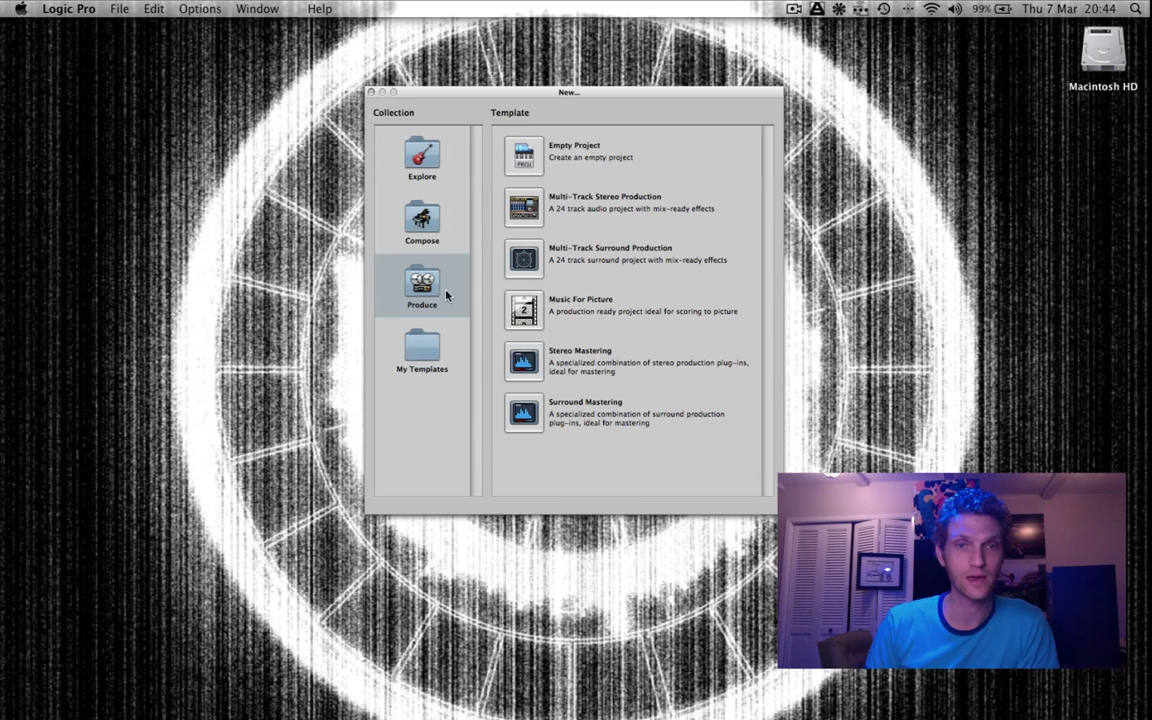 Logic Pro File Edit Options Window Help 99% Thu 7 Mar 20:44
Macintosh HD
New...
Collection
Template
Explore
Compose
Produce
My Templates
Empty Project
Create an empty project
Multi-Track Stereo Production
A 24 track audio project with mix-ready effects
Multi-Track Surround Production
A 24 track surround project with mix-ready effects
Music For Picture
A production ready project ideal for scoring to picture
Stereo Mastering
A specialized combination of stereo production plug-ins,
ideal for mastering
Surround Mastering
A specialized combination of surround production
plug-ins, ideal for mastering
PROJ
2